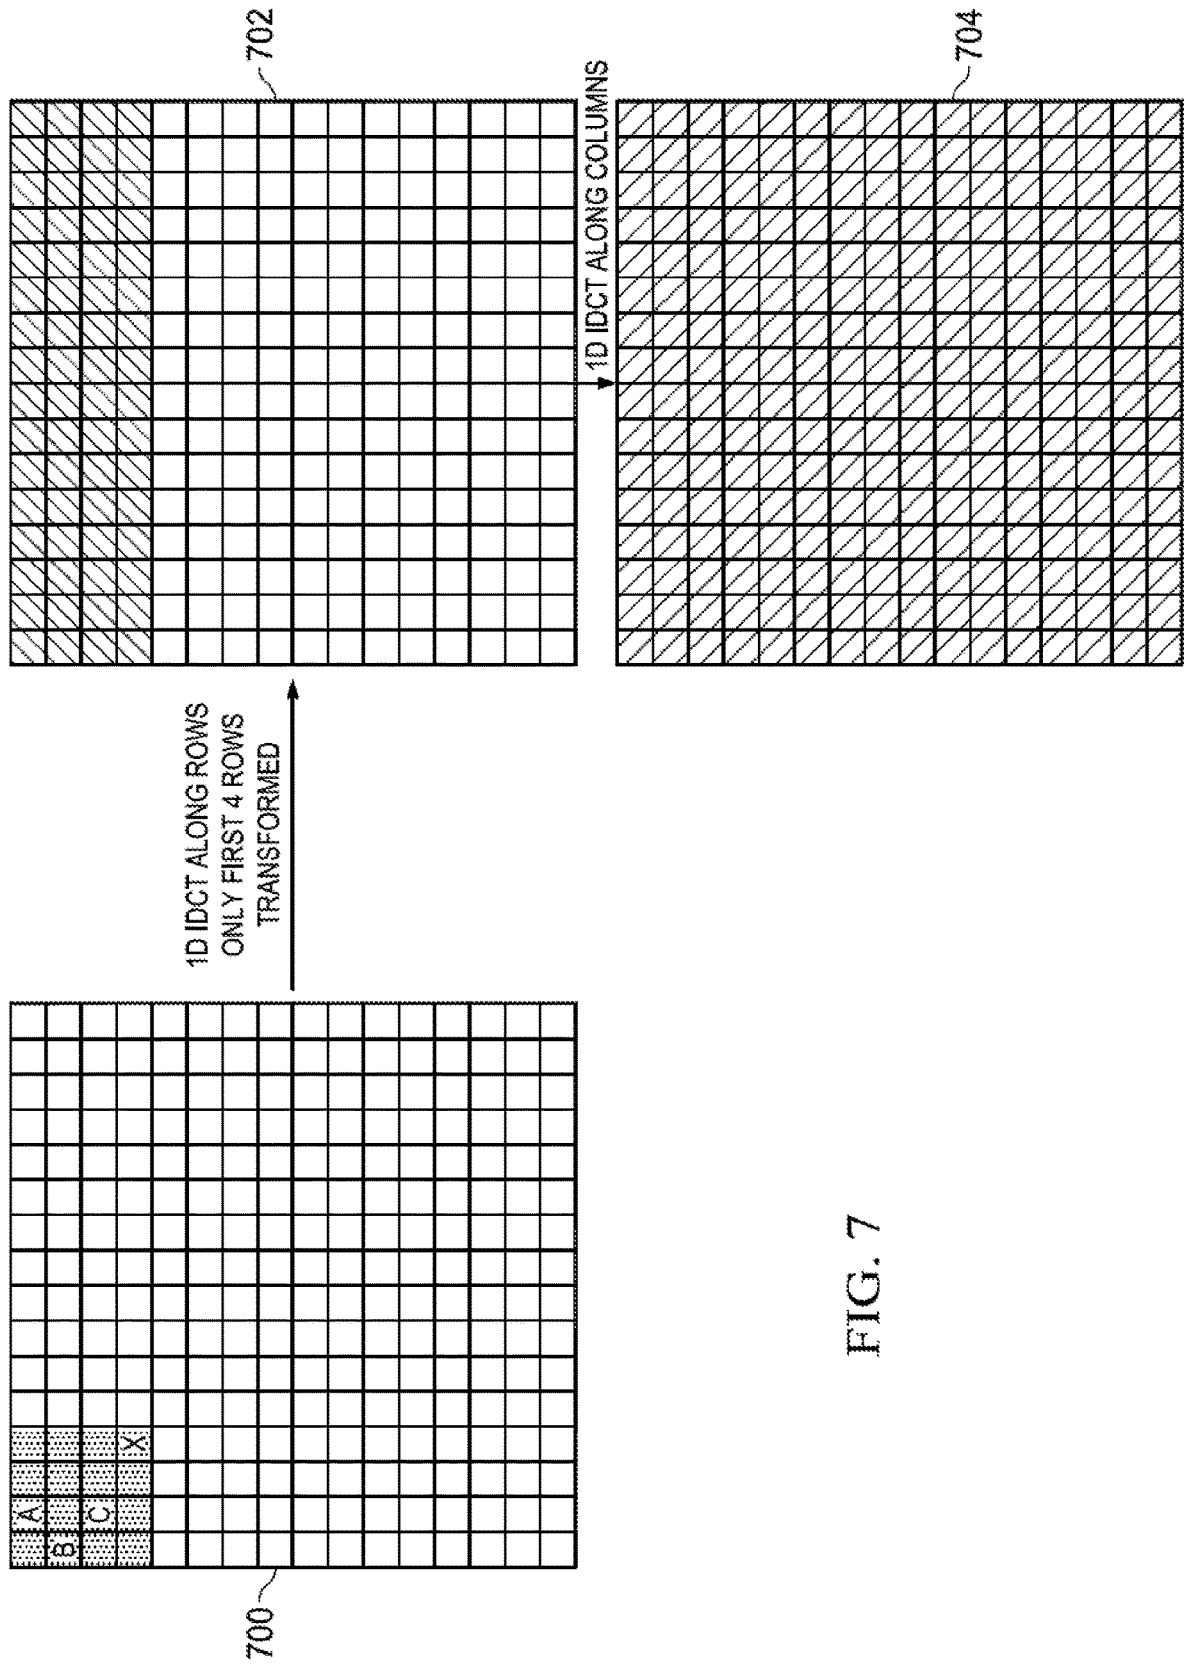 702
704
1D IDCT ALONG COLUMNS
1D IDCT ALONG ROWS
ONLY FIRST 4 ROWS
TRANSFORMED
A
B
C
X
700
FIG. 7